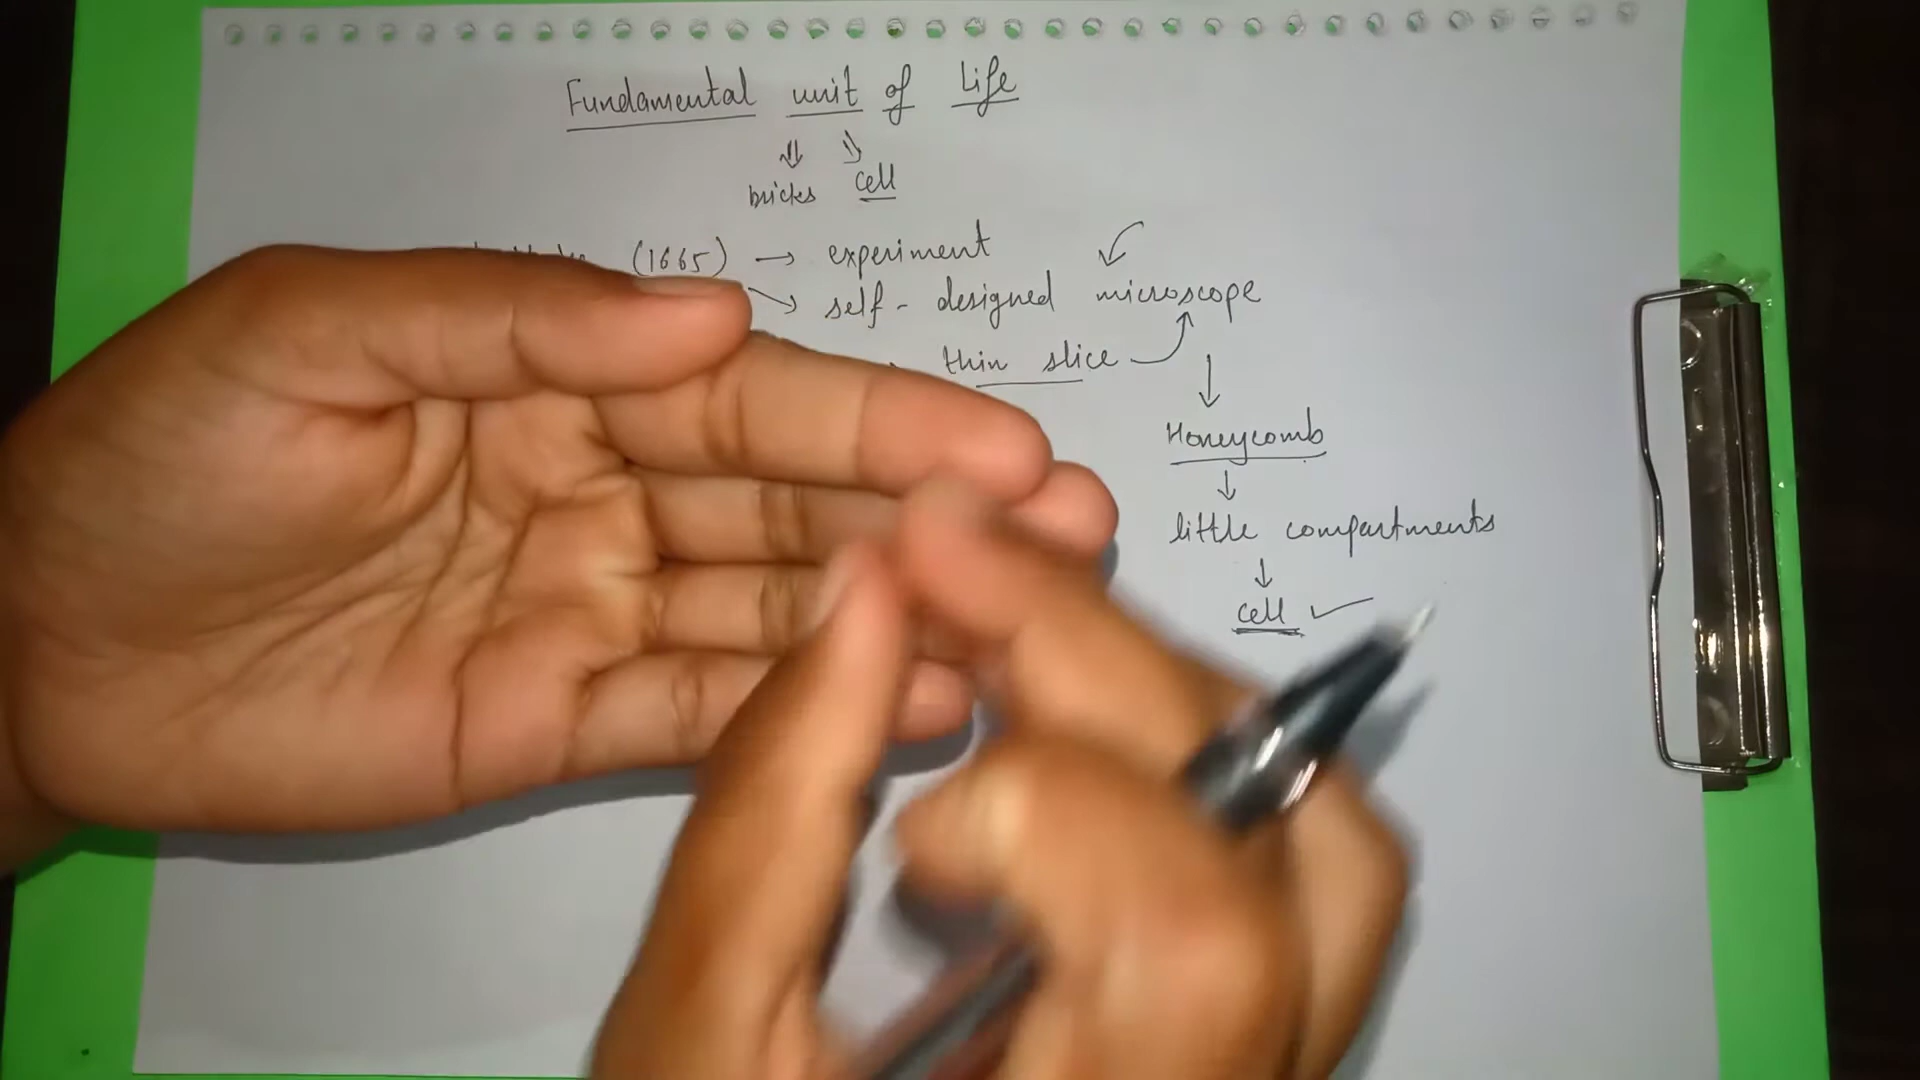 Fundamental unit of Life
bricks cell
(1665) → experiment
self - designed microscope
thin slice
Honeycomb
↓
little compartments
↓
cell ✓